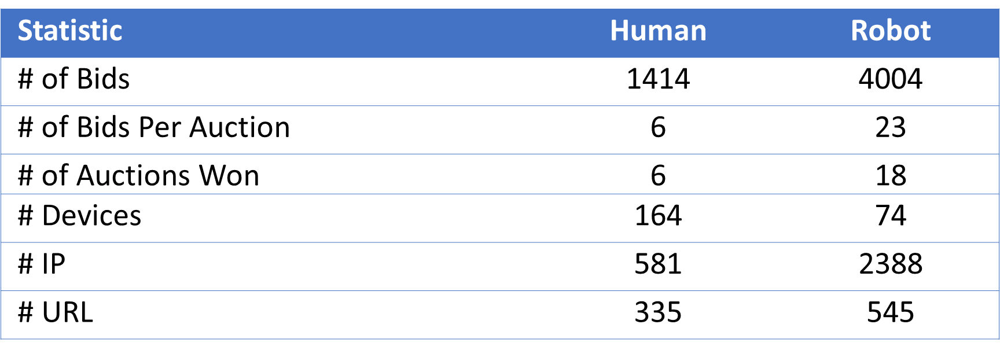 Statistic Human Robot
# of Bids 1414 4004
# of Bids Per Auction 6 23
# of Auctions Won 6 18
# Devices 164 74
# IP 581 2388
# URL 335 545